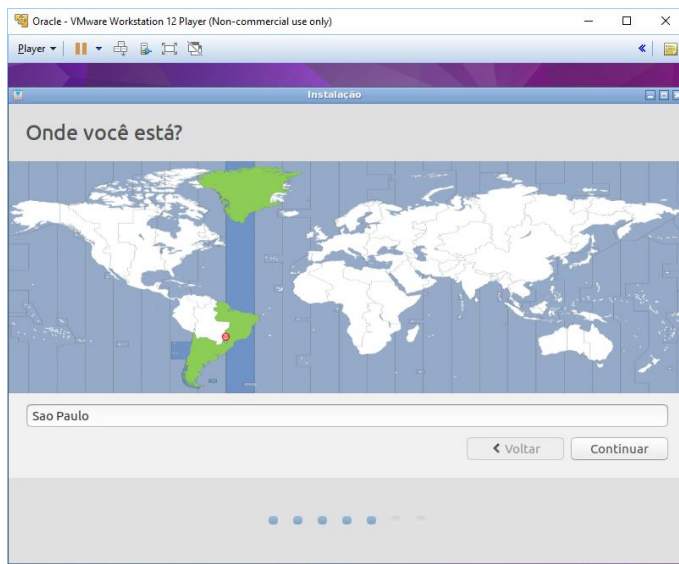 Oracle - VMware Workstation 12 Player (Non-commercial use only)
Player
Instalação
Onde você está?
Sao Paulo
Voltar
Continuar